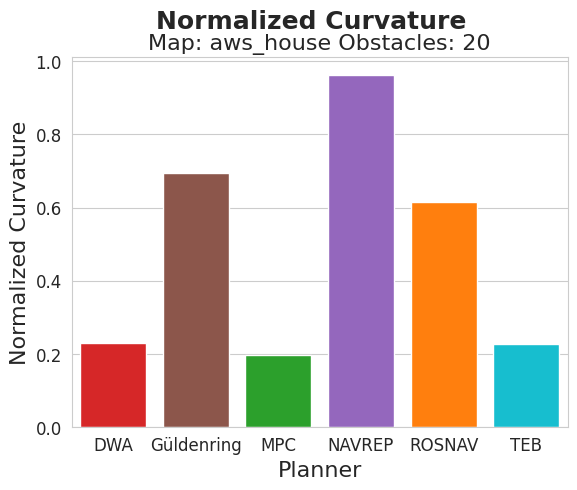 Normalized Curvature
Map: aws_house Obstacles: 20
Normalized Curvature
1.0
0.8
0.6
0.4
0.2
0.0
DWA Güldenring MPC NAVREP ROSNAV TEB
Planner